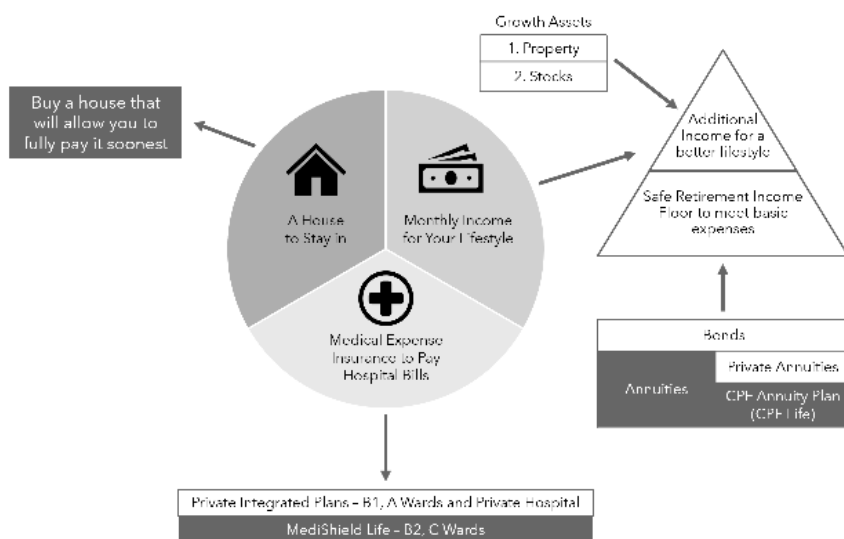 Growth Assets
1. Property
2. Stocks
Buy a house that
will allow you to
fully pay it soonest
Additional
Income for a
better lifestyle
A House
to Stay in
Monthly Income
for Your Lifestyle
Safe Retirement Income
Floor to meet basic
expenses
Medical Expense
Insurance to Pay
Hospital Bills
Bonds
Annuities
Private Annuities
CPF Annuity Plan
(CPF Life)
Private Integrated Plans – B1, A Wards and Private Hospital
MediShield Life – B2, C Wards